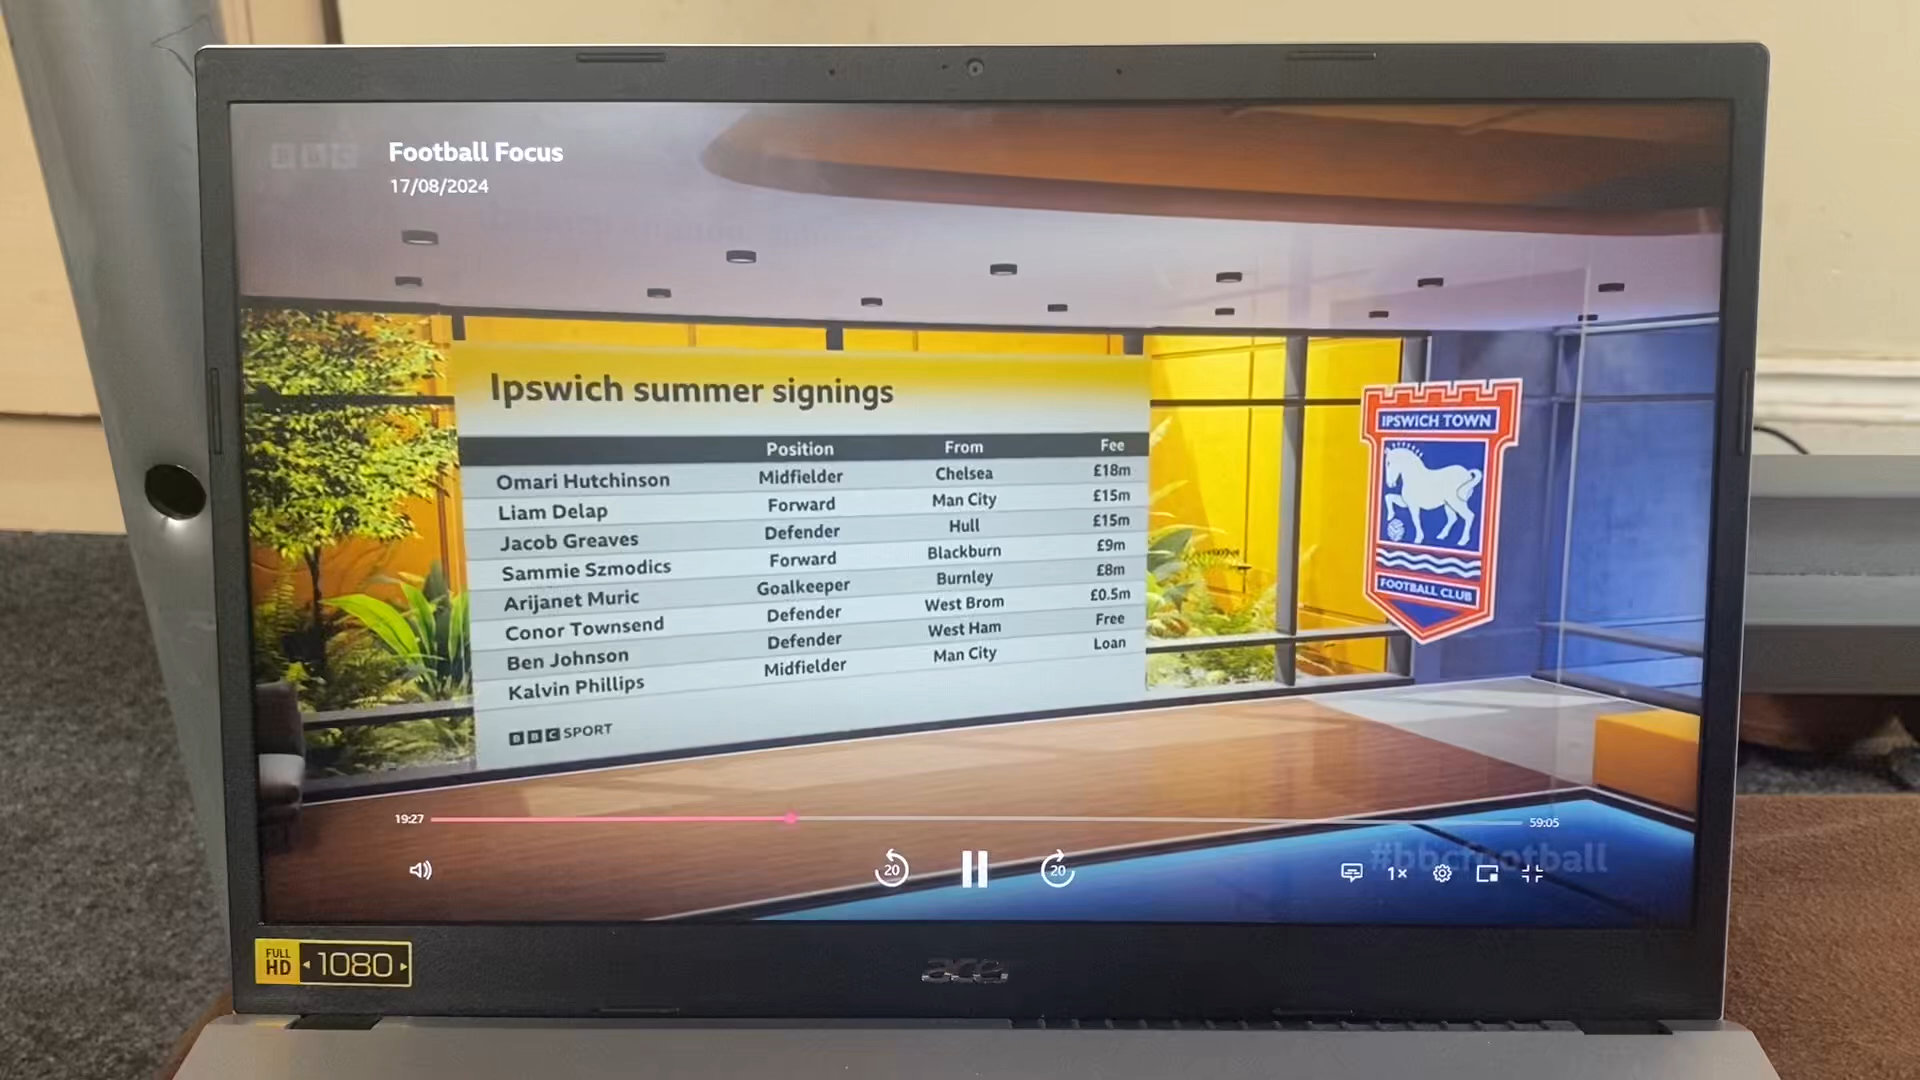 BBC
Football Focus
17/08/2024
Ipswich summer signings
Position From Fee
Omari Hutchinson Midfielder Chelsea £18m
Liam Delap Forward Man City £15m
Jacob Greaves Defender Hull £15m
Sammie Szmodics Forward Blackburn £9m
Arijanet Muric Goalkeeper Burnley £8m
Conor Townsend Defender West Brom £0.5m
Ben Johnson Defender West Ham Free
Kalvin Phillips Midfielder Man City Loan
BBC SPORT
IPSWICH TOWN
FOOTBALL CLUB
19:27
59:05
20
20
1×
#bbcfootball
FULL
HD
1080
acer